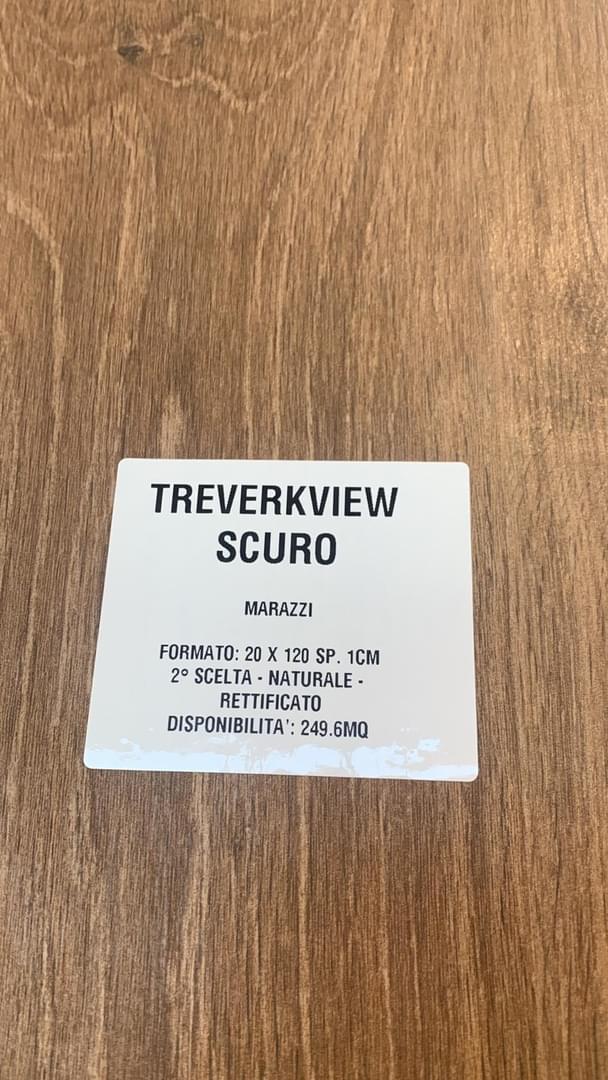 TREVERKVIEW
SCURO
MARAZZI
FORMATO: 20 X 120 SP. 1CM
2° SCELTA - NATURALE -
RETTIFICATO
DISPONIBILITA': 249.6MQ